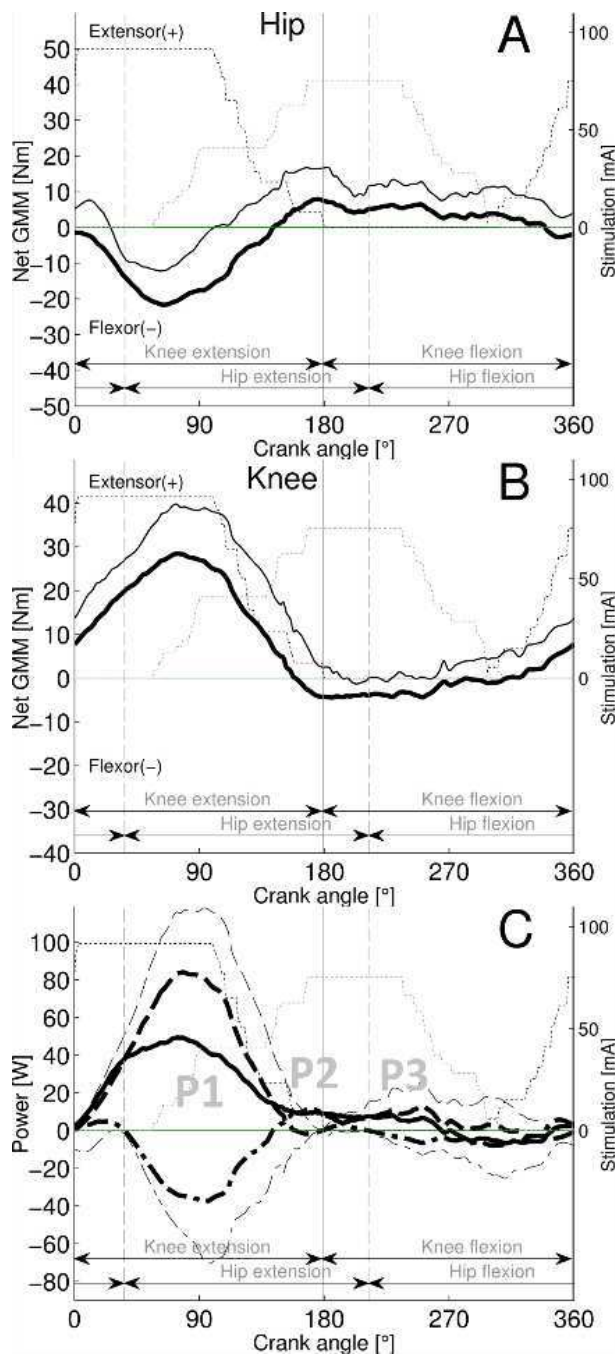 Extensor(+)
Hip
A
Net GMM [Nm]
50
40
30
20
10
0
-10
-20
-30
-40
-50
100
50
0
Stimulation [mA]
Flexor(-)
Knee extension
Knee flexion
Hip extension
Hip flexion
0
90
180
270
360
Crank angle [°]
Extensor(+)
Knee
B
Net GMM [Nm]
40
30
20
10
0
-10
-20
-30
-40
100
50
0
Stimulation [mA]
Flexor(-)
Knee extension
Knee flexion
Hip extension
Hip flexion
0
90
180
270
360
Crank angle [°]
C
Power [W]
100
80
60
40
20
0
-20
-40
-60
-80
100
50
0
Stimulation [mA]
P1
P2
P3
Knee extension
Knee flexion
Hip extension
Hip flexion
0
90
180
270
360
Crank angle [°]